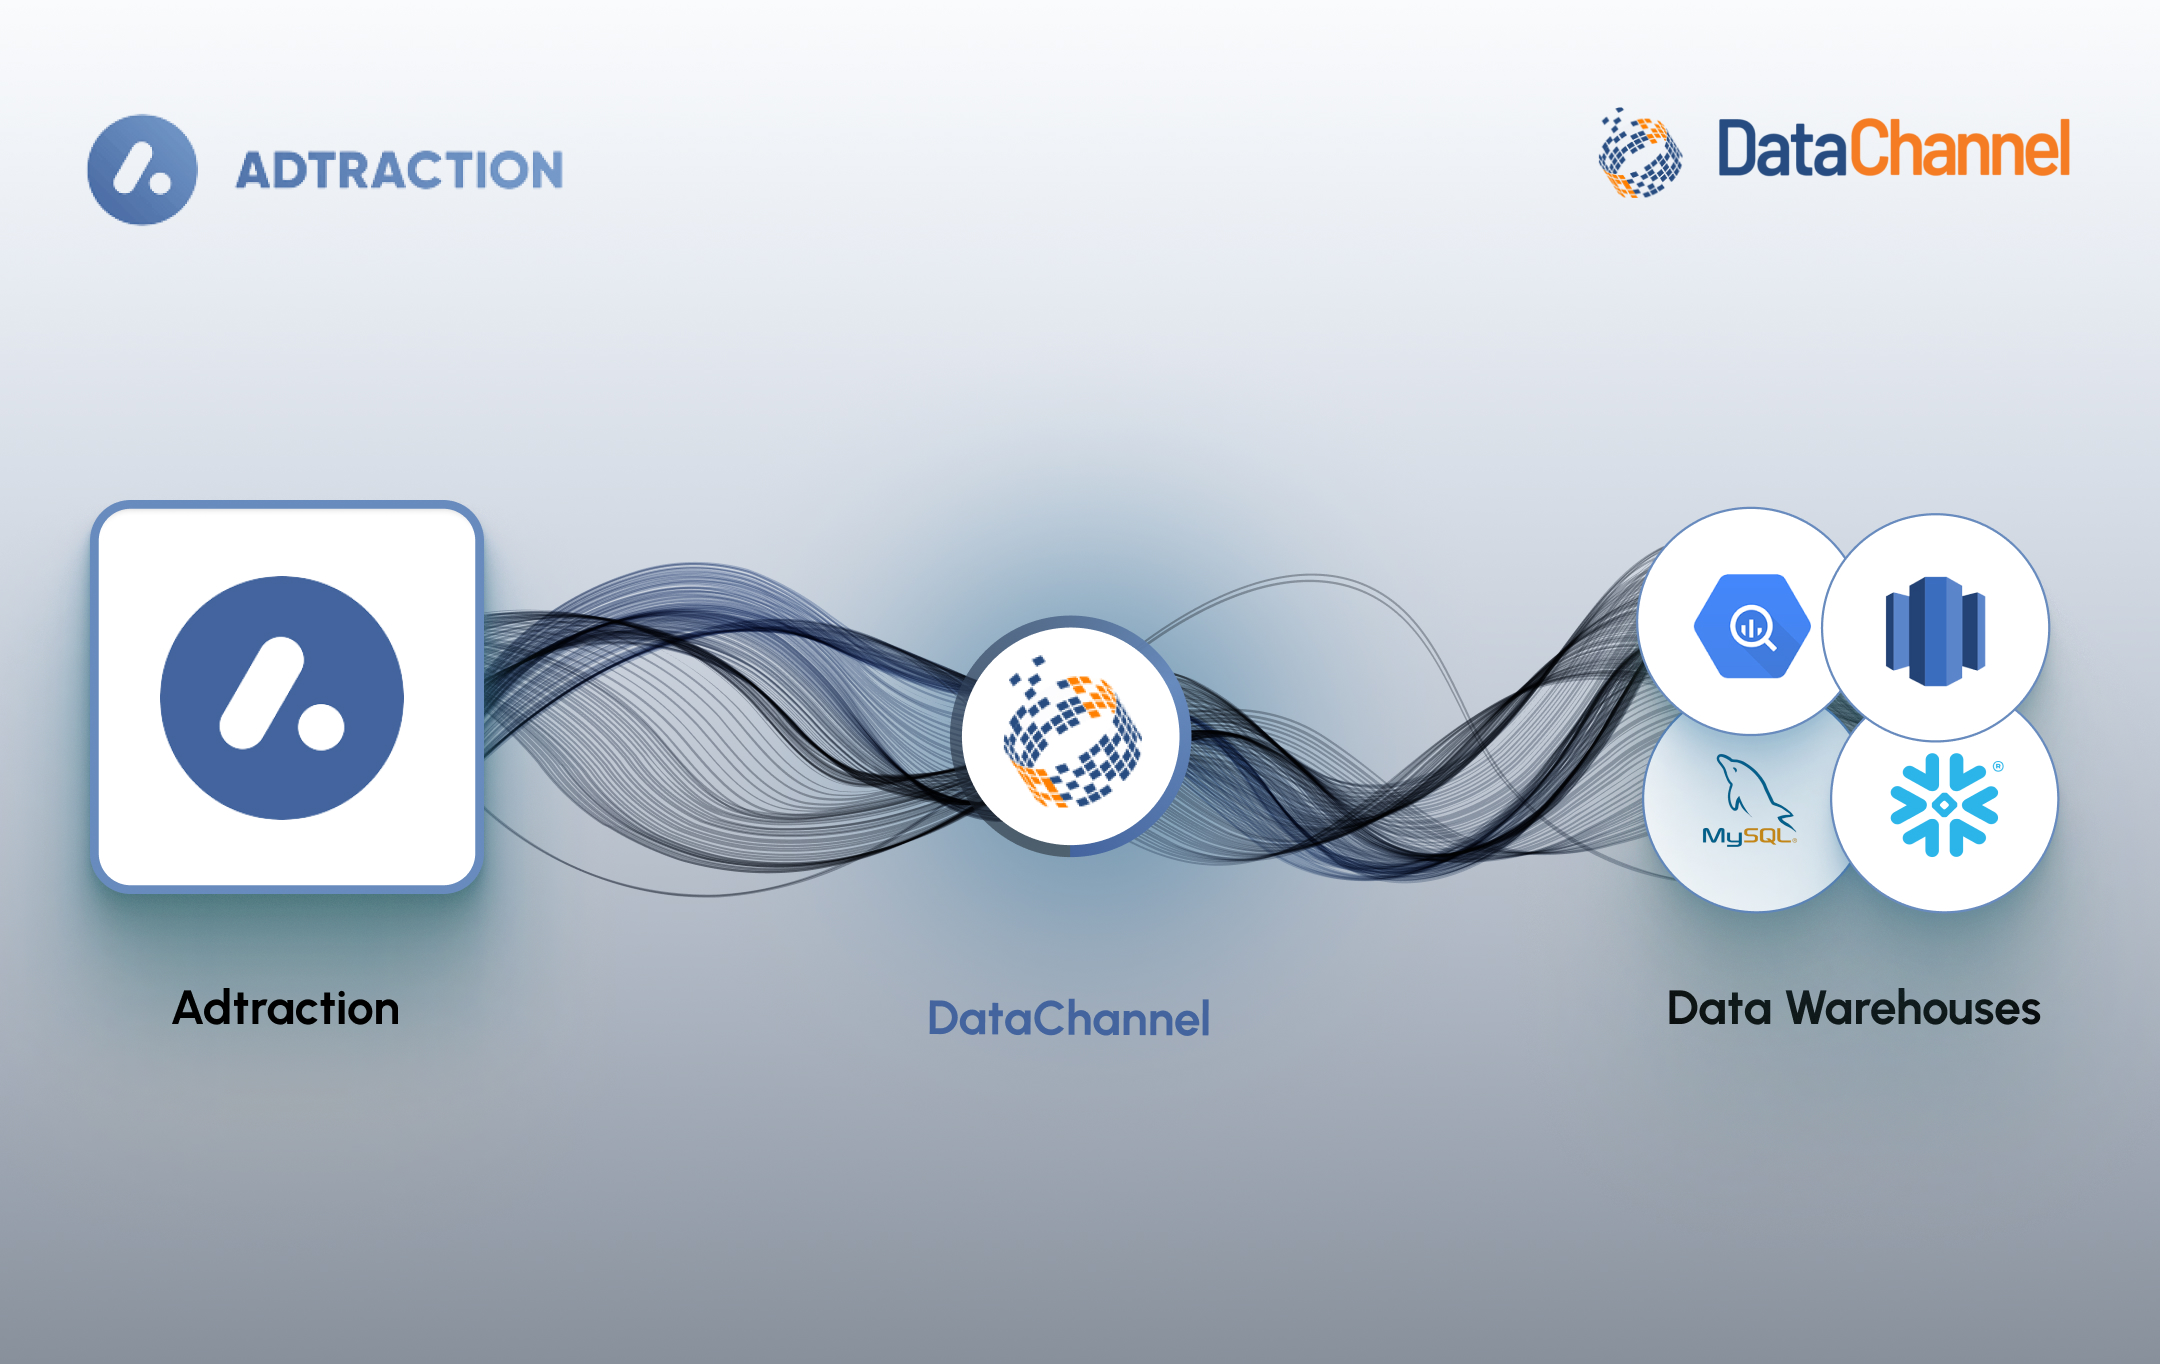 ADTRACTION
DataChannel
MySQL®
®
Adtraction
DataChannel
Data Warehouses